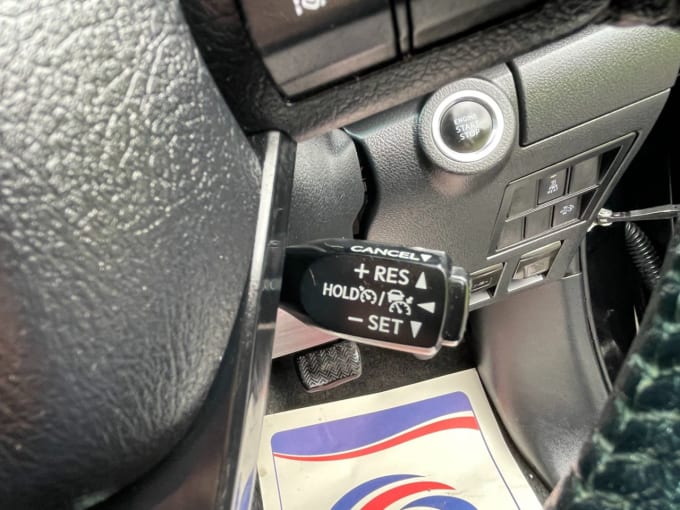 ENGINE
START
STOP
CANCEL▼
+ RES ▲
HOLD / ◀
– SET ▼